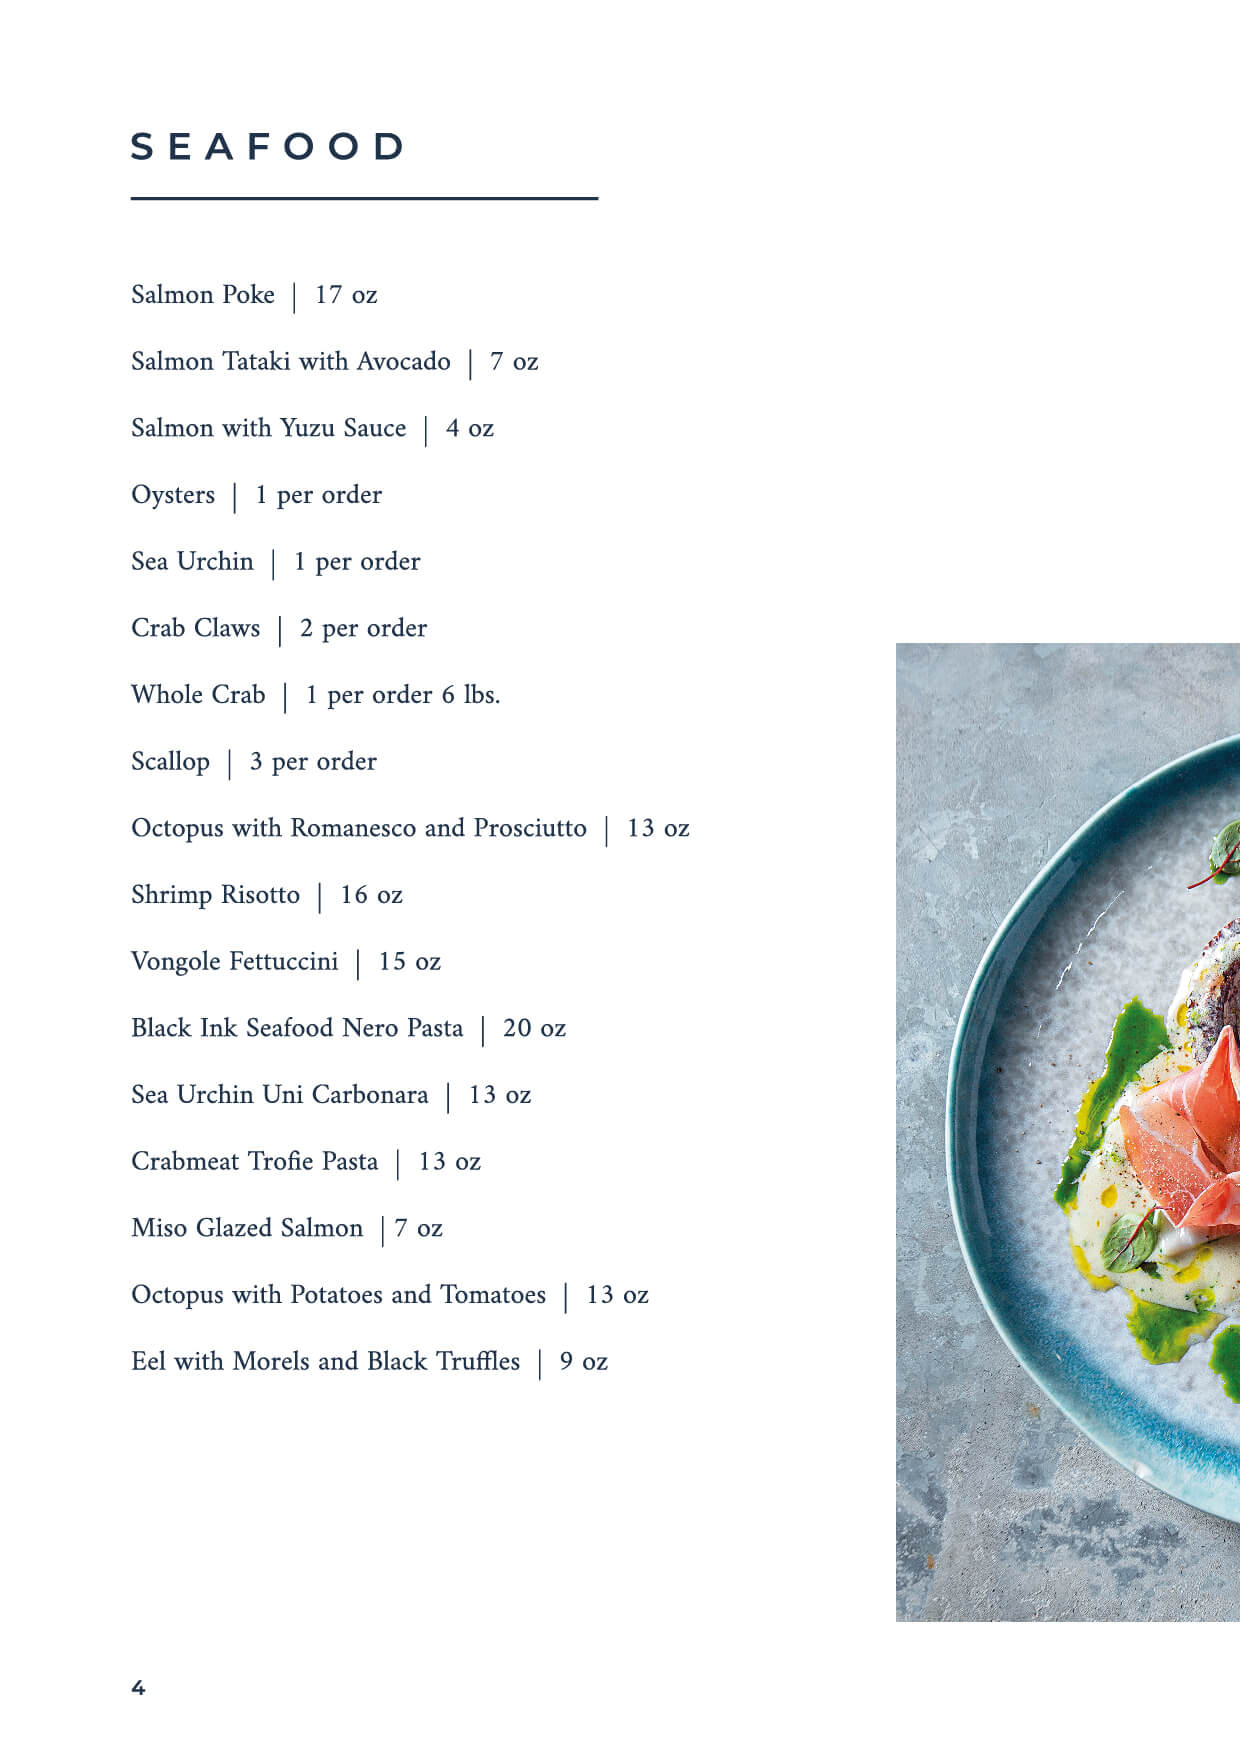 SEAFOOD
Salmon Poke | 17 oz
Salmon Tataki with Avocado | 7 oz
Salmon with Yuzu Sauce | 4 oz
Oysters | 1 per order
Sea Urchin | 1 per order
Crab Claws | 2 per order
Whole Crab | 1 per order 6 lbs.
Scallop | 3 per order
Octopus with Romanesco and Prosciutto | 13 oz
Shrimp Risotto | 16 oz
Vongole Fettuccini | 15 oz
Black Ink Seafood Nero Pasta | 20 oz
Sea Urchin Uni Carbonara | 13 oz
Crabmeat Trofie Pasta | 13 oz
Miso Glazed Salmon | 7 oz
Octopus with Potatoes and Tomatoes | 13 oz
Eel with Morels and Black Truffles | 9 oz
4